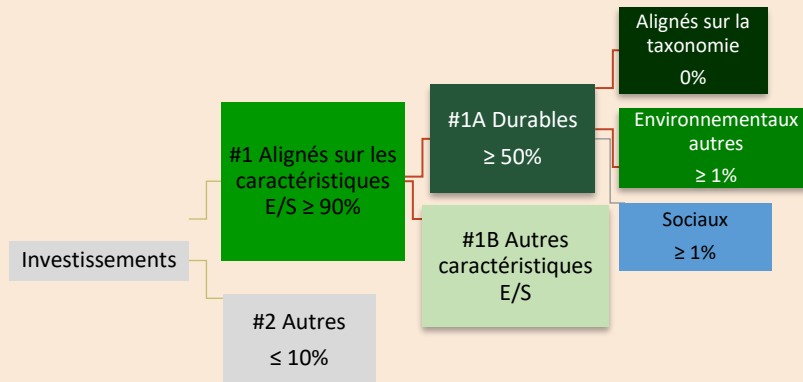 Investissements
#1 Alignés sur les
caractéristiques
E/S ≥ 90%
#2 Autres
≤ 10%
#1A Durables
≥ 50%
#1B Autres
caractéristiques
E/S
Alignés sur la
taxonomie
0%
Environnementaux
autres
≥ 1%
Sociaux
≥ 1%